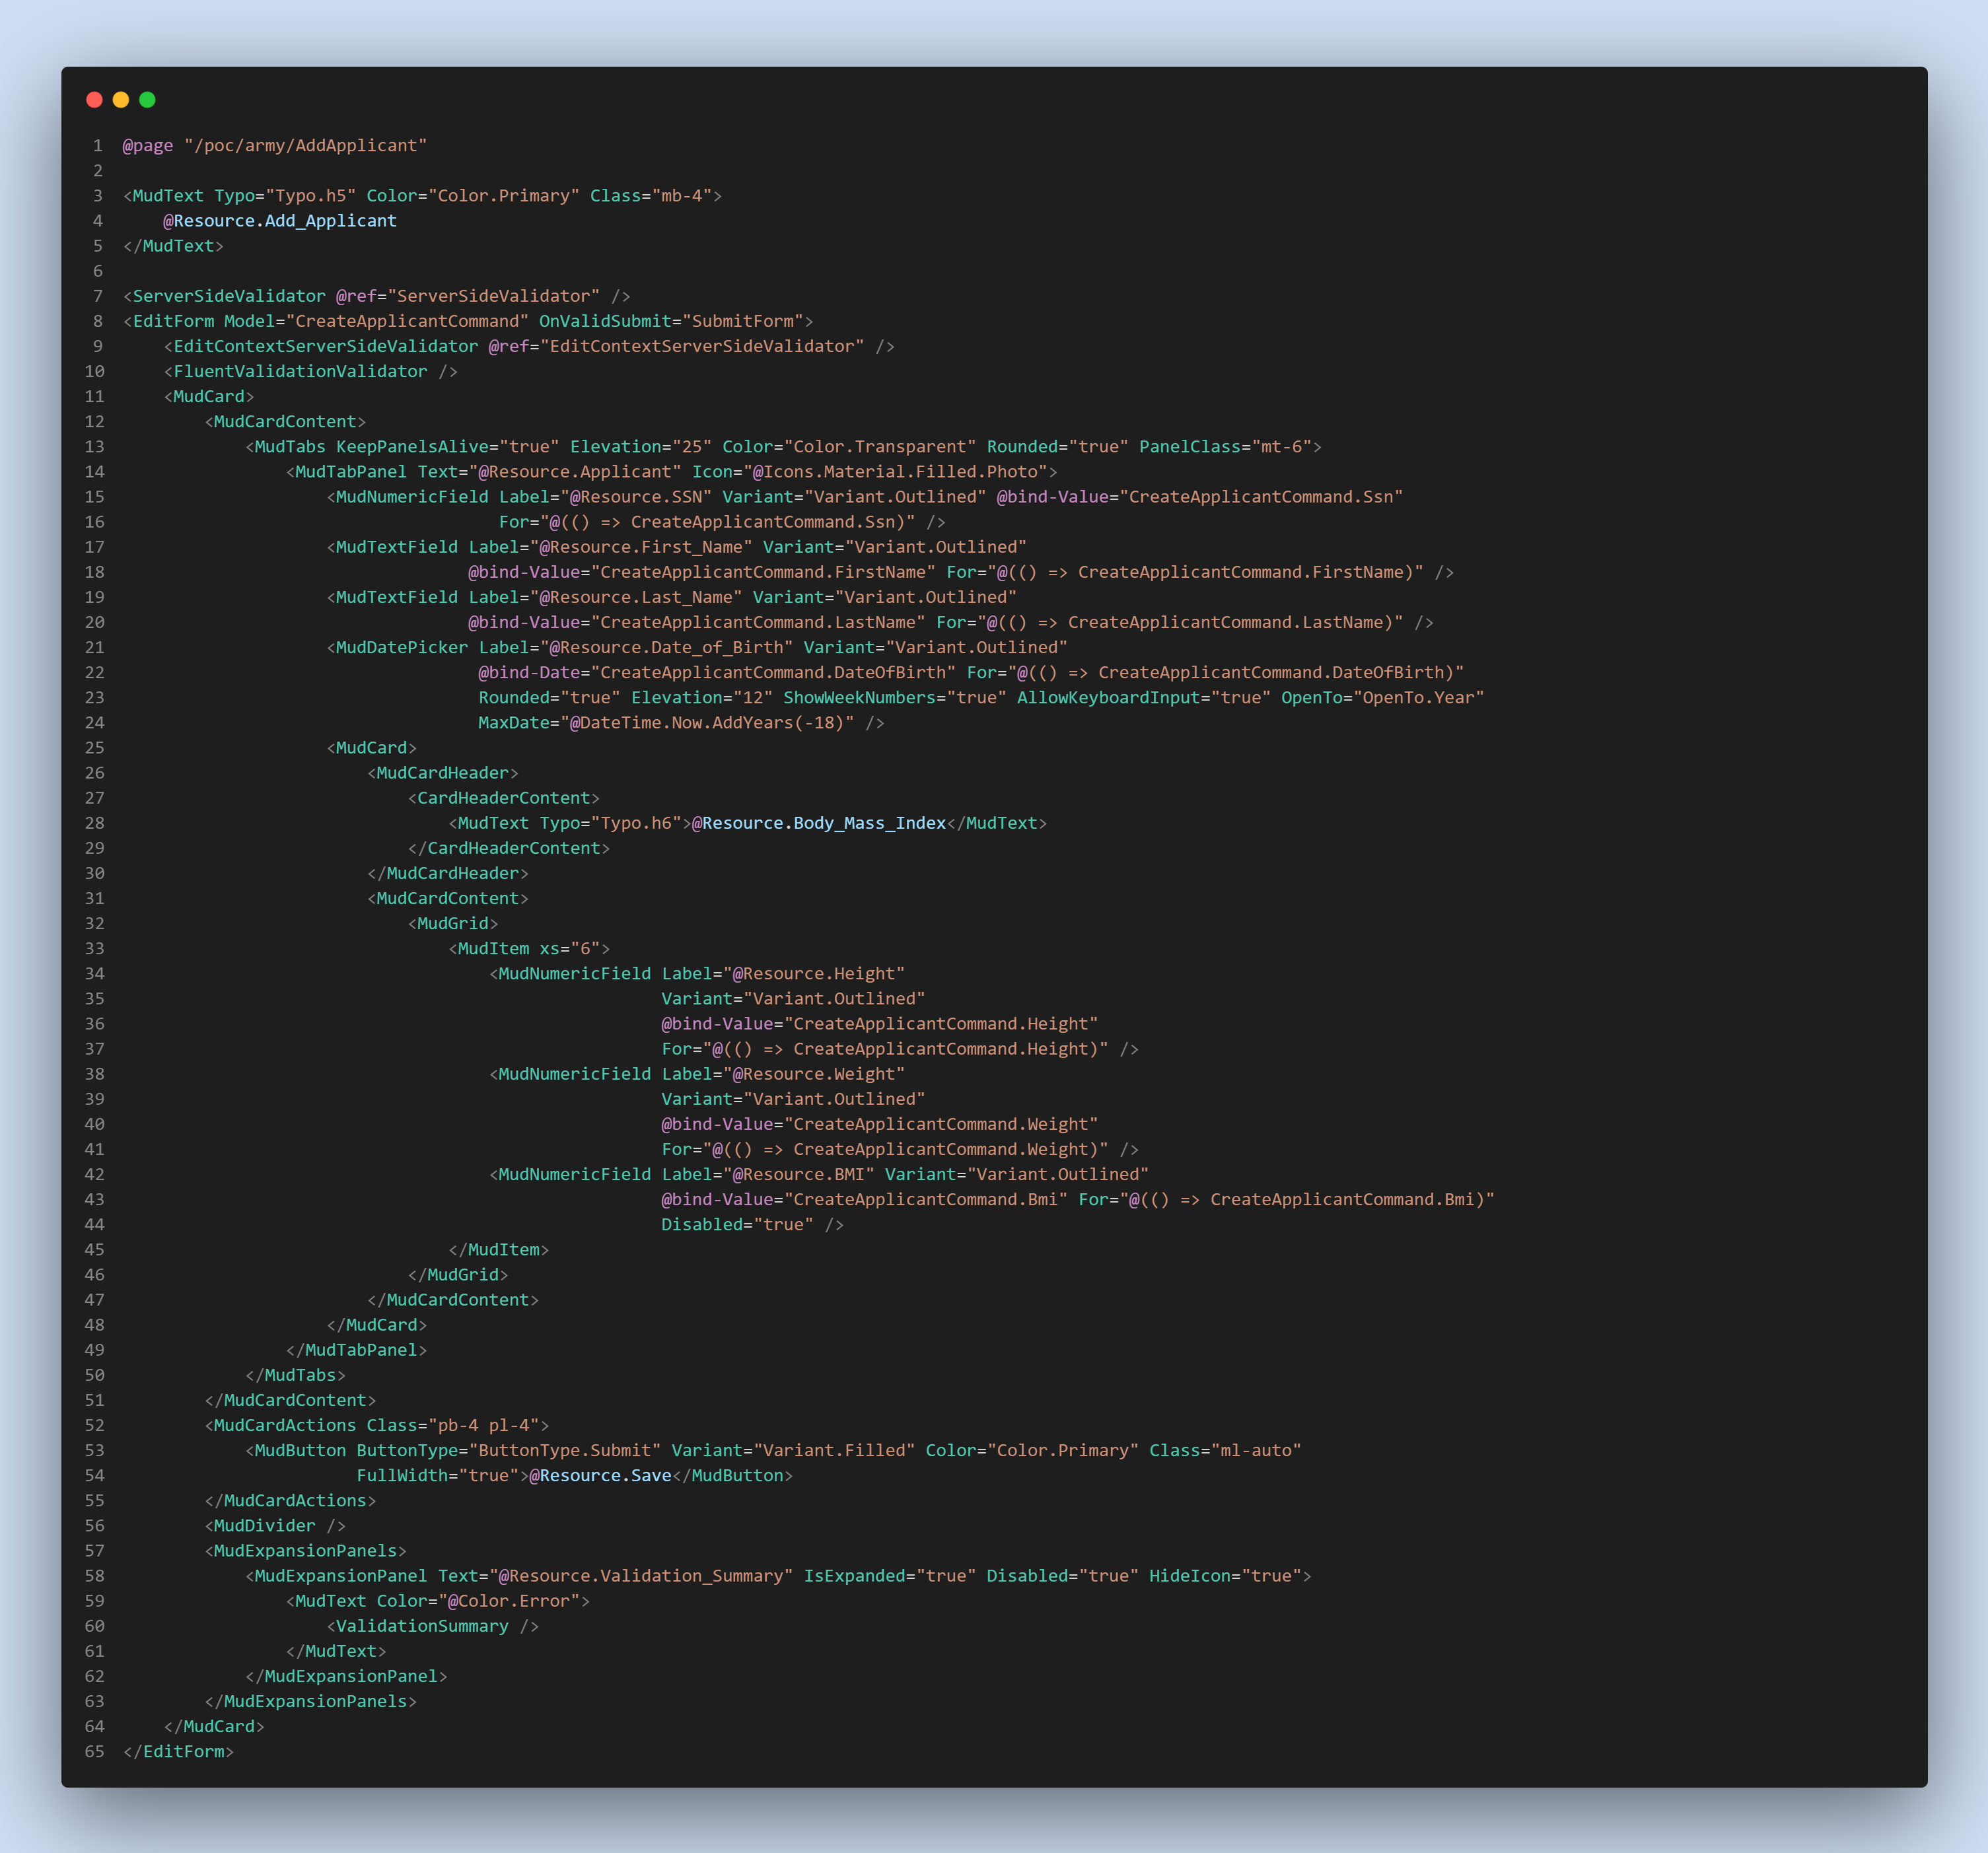 1 @page "/poc/army/AddApplicant"
2
3 <MudText Typo="Typo.h5" Color="Color.Primary" Class="mb-4">
4     @Resource.Add_Applicant
5 </MudText>
6
7 <ServerSideValidator @ref="ServerSideValidator" />
8 <EditForm Model="CreateApplicantCommand" OnValidSubmit="SubmitForm">
9     <EditContextServerSideValidator @ref="EditContextServerSideValidator" />
10     <FluentValidationValidator />
11     <MudCard>
12         <MudCardContent>
13             <MudTabs KeepPanelsAlive="true" Elevation="25" Color="Color.Transparent" Rounded="true" PanelClass="mt-6">
14                 <MudTabPanel Text="@Resource.Applicant" Icon="@Icons.Material.Filled.Photo">
15                     <MudNumericField Label="@Resource.SSN" Variant="Variant.Outlined" @bind-Value="CreateApplicantCommand.Ssn"
16                                      For="@(() => CreateApplicantCommand.Ssn)" />
17                     <MudTextField Label="@Resource.First_Name" Variant="Variant.Outlined"
18                                   @bind-Value="CreateApplicantCommand.FirstName" For="@(() => CreateApplicantCommand.FirstName)" />
19                     <MudTextField Label="@Resource.Last_Name" Variant="Variant.Outlined"
20                                   @bind-Value="CreateApplicantCommand.LastName" For="@(() => CreateApplicantCommand.LastName)" />
21                     <MudDatePicker Label="@Resource.Date_of_Birth" Variant="Variant.Outlined"
22                                    @bind-Date="CreateApplicantCommand.DateOfBirth" For="@(() => CreateApplicantCommand.DateOfBirth)"
23                                    Rounded="true" Elevation="12" ShowWeekNumbers="true" AllowKeyboardInput="true" OpenTo="OpenTo.Year"
24                                    MaxDate="@DateTime.Now.AddYears(-18)" />
25                     <MudCard>
26                         <MudCardHeader>
27                             <CardHeaderContent>
28                                 <MudText Typo="Typo.h6">@Resource.Body_Mass_Index</MudText>
29                             </CardHeaderContent>
30                         </MudCardHeader>
31                         <MudCardContent>
32                             <MudGrid>
33                                 <MudItem xs="6">
34                                     <MudNumericField Label="@Resource.Height"
35                                                      Variant="Variant.Outlined"
36                                                      @bind-Value="CreateApplicantCommand.Height"
37                                                      For="@(() => CreateApplicantCommand.Height)" />
38                                     <MudNumericField Label="@Resource.Weight"
39                                                      Variant="Variant.Outlined"
40                                                      @bind-Value="CreateApplicantCommand.Weight"
41                                                      For="@(() => CreateApplicantCommand.Weight)" />
42                                     <MudNumericField Label="@Resource.BMI" Variant="Variant.Outlined"
43                                                      @bind-Value="CreateApplicantCommand.Bmi" For="@(() => CreateApplicantCommand.Bmi)"
44                                                      Disabled="true" />
45                                 </MudItem>
46                             </MudGrid>
47                         </MudCardContent>
48                     </MudCard>
49                 </MudTabPanel>
50             </MudTabs>
51         </MudCardContent>
52         <MudCardActions Class="pb-4 pl-4">
53             <MudButton ButtonType="ButtonType.Submit" Variant="Variant.Filled" Color="Color.Primary" Class="ml-auto"
54                        FullWidth="true">@Resource.Save</MudButton>
55         </MudCardActions>
56         <MudDivider />
57         <MudExpansionPanels>
58             <MudExpansionPanel Text="@Resource.Validation_Summary" IsExpanded="true" Disabled="true" HideIcon="true">
59                 <MudText Color="@Color.Error">
60                     <ValidationSummary />
61                 </MudText>
62             </MudExpansionPanel>
63         </MudExpansionPanels>
64     </MudCard>
65 </EditForm>